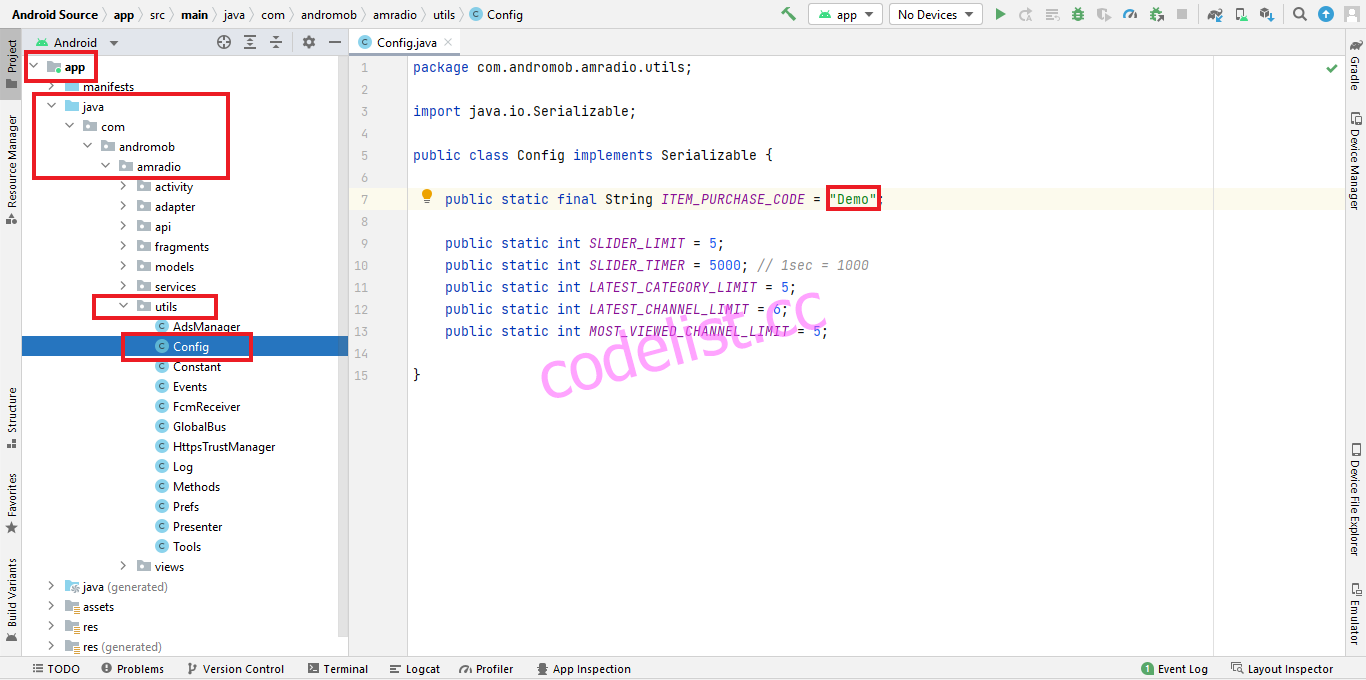 Android Source app src main java com andromob amradio utils Config
app No Devices
Android
Config.java
Project
Resource Manager
Structure
Favorites
Build Variants
app
manifests
java
com
andromob
amradio
activity
adapter
api
fragments
models
services
utils
AdsManager
Config
Constant
Events
FcmReceiver
GlobalBus
HttpsTrustManager
Log
Methods
Prefs
Presenter
Tools
views
java (generated)
assets
res
res (generated)
1 package com.andromob.amradio.utils;
2
3 import java.io.Serializable;
4
5 public class Config implements Serializable {
6
7 public static final String ITEM_PURCHASE_CODE = "Demo";
8
9 public static int SLIDER_LIMIT = 5;
10 public static int SLIDER_TIMER = 5000; // 1sec = 1000
11 public static int LATEST_CATEGORY_LIMIT = 5;
12 public static int LATEST_CHANNEL_LIMIT = 6;
13 public static int MOST_VIEWED_CHANNEL_LIMIT = 5;
14
15 }
codelist.cc
Gradle
Device Manager
Device File Explorer
Emulator
TODO Problems Version Control Terminal Logcat Profiler App Inspection 1 Event Log Layout Inspector